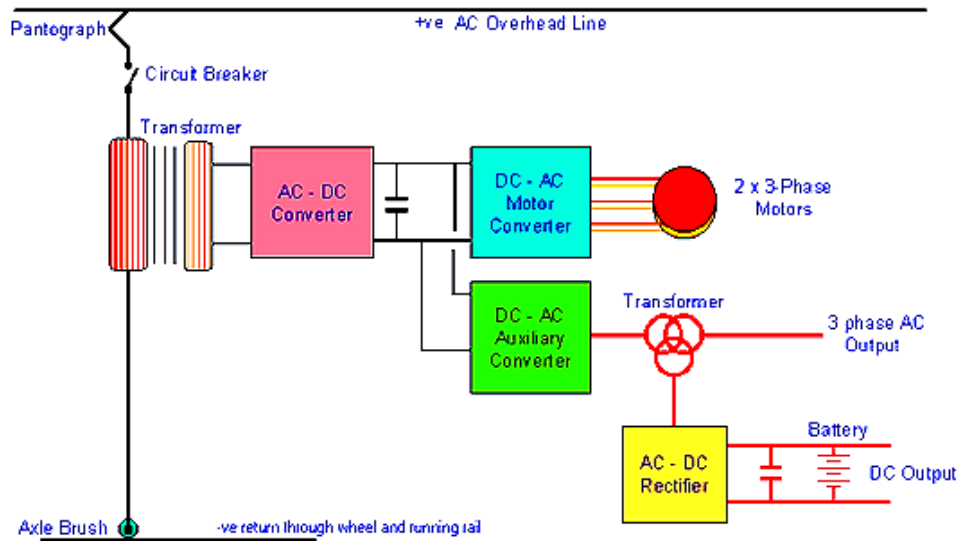 +ve AC Overhead Line
Pantograph
Circuit Breaker
Transformer
AC - DC
Converter
DC - AC
Motor
Converter
2 x 3-Phase
Motors
DC - AC
Auxiliary
Converter
Transformer
3 phase AC
Output
AC - DC
Rectifier
Battery
DC Output
Axle Brush
-ve return through wheel and running rail